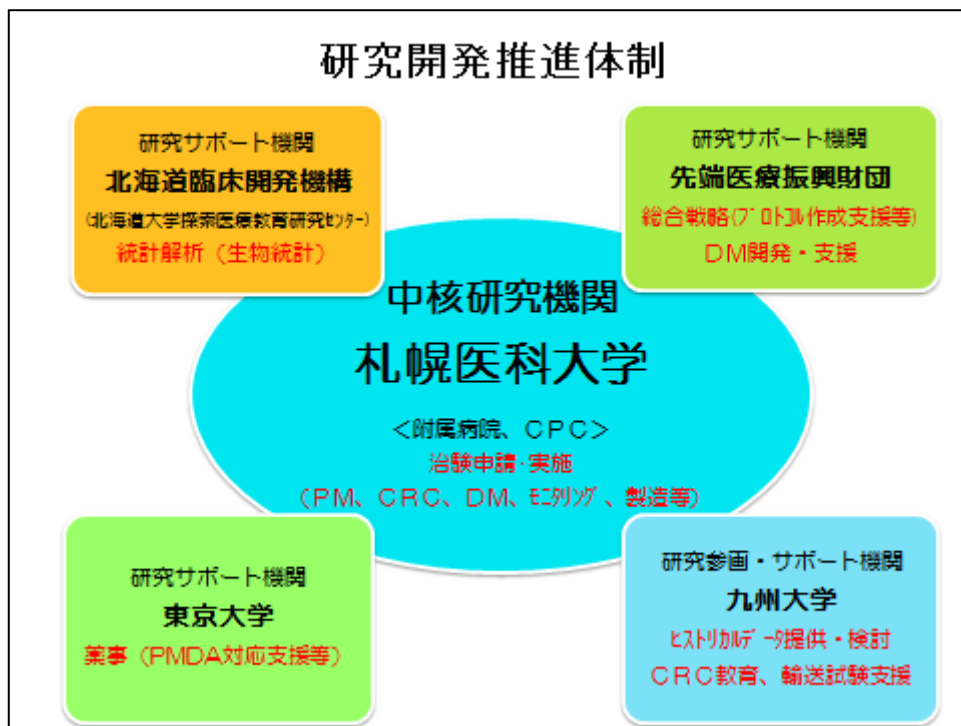 研究開発推進体制
研究サポート機関
北海道臨床開発機構
(北海道大学探索医療教育研究ｾﾝﾀｰ)
統計解析（生物統計）
研究サポート機関
先端医療振興財団
総合戦略(ﾌﾟﾛﾄｺﾙ作成支援等)
ＤＭ開発・支援
中核研究機関
札幌医科大学
＜附属病院、ＣＰＣ＞
治験申請･実施
（ＰＭ、ＣＲＣ、ＤＭ、ﾓﾆﾀﾘﾝｸﾞ、製造等）
研究サポート機関
東京大学
薬事（PMDA対応支援等）
研究参画・サポート機関
九州大学
ﾋｽﾄﾘｶﾙﾃﾞｰﾀ提供・検討
ＣＲＣ教育、輸送試験支援